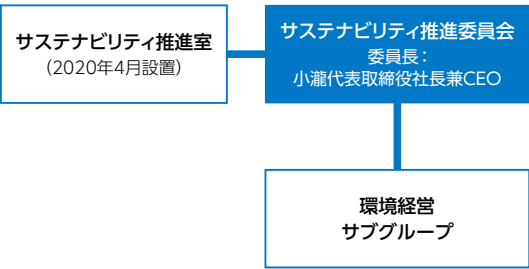 サステナビリティ推進室
（2020年4月設置）
サステナビリティ推進委員会
委員長：
小瀧代表取締役社長兼CEO
環境経営
サブグループ